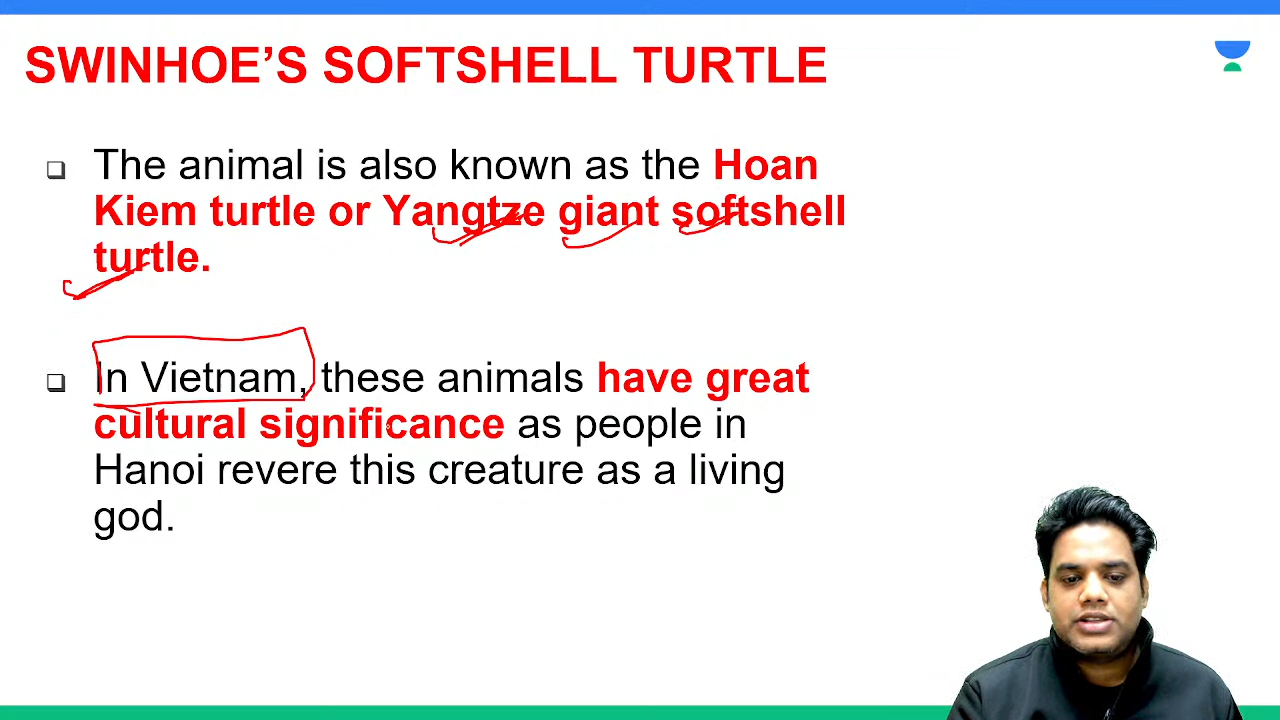 SWINHOE’S SOFTSHELL TURTLE
The animal is also known as the Hoan
Kiem turtle or Yangtze giant softshell
turtle.
In Vietnam, these animals have great
cultural significance as people in
Hanoi revere this creature as a living
god.